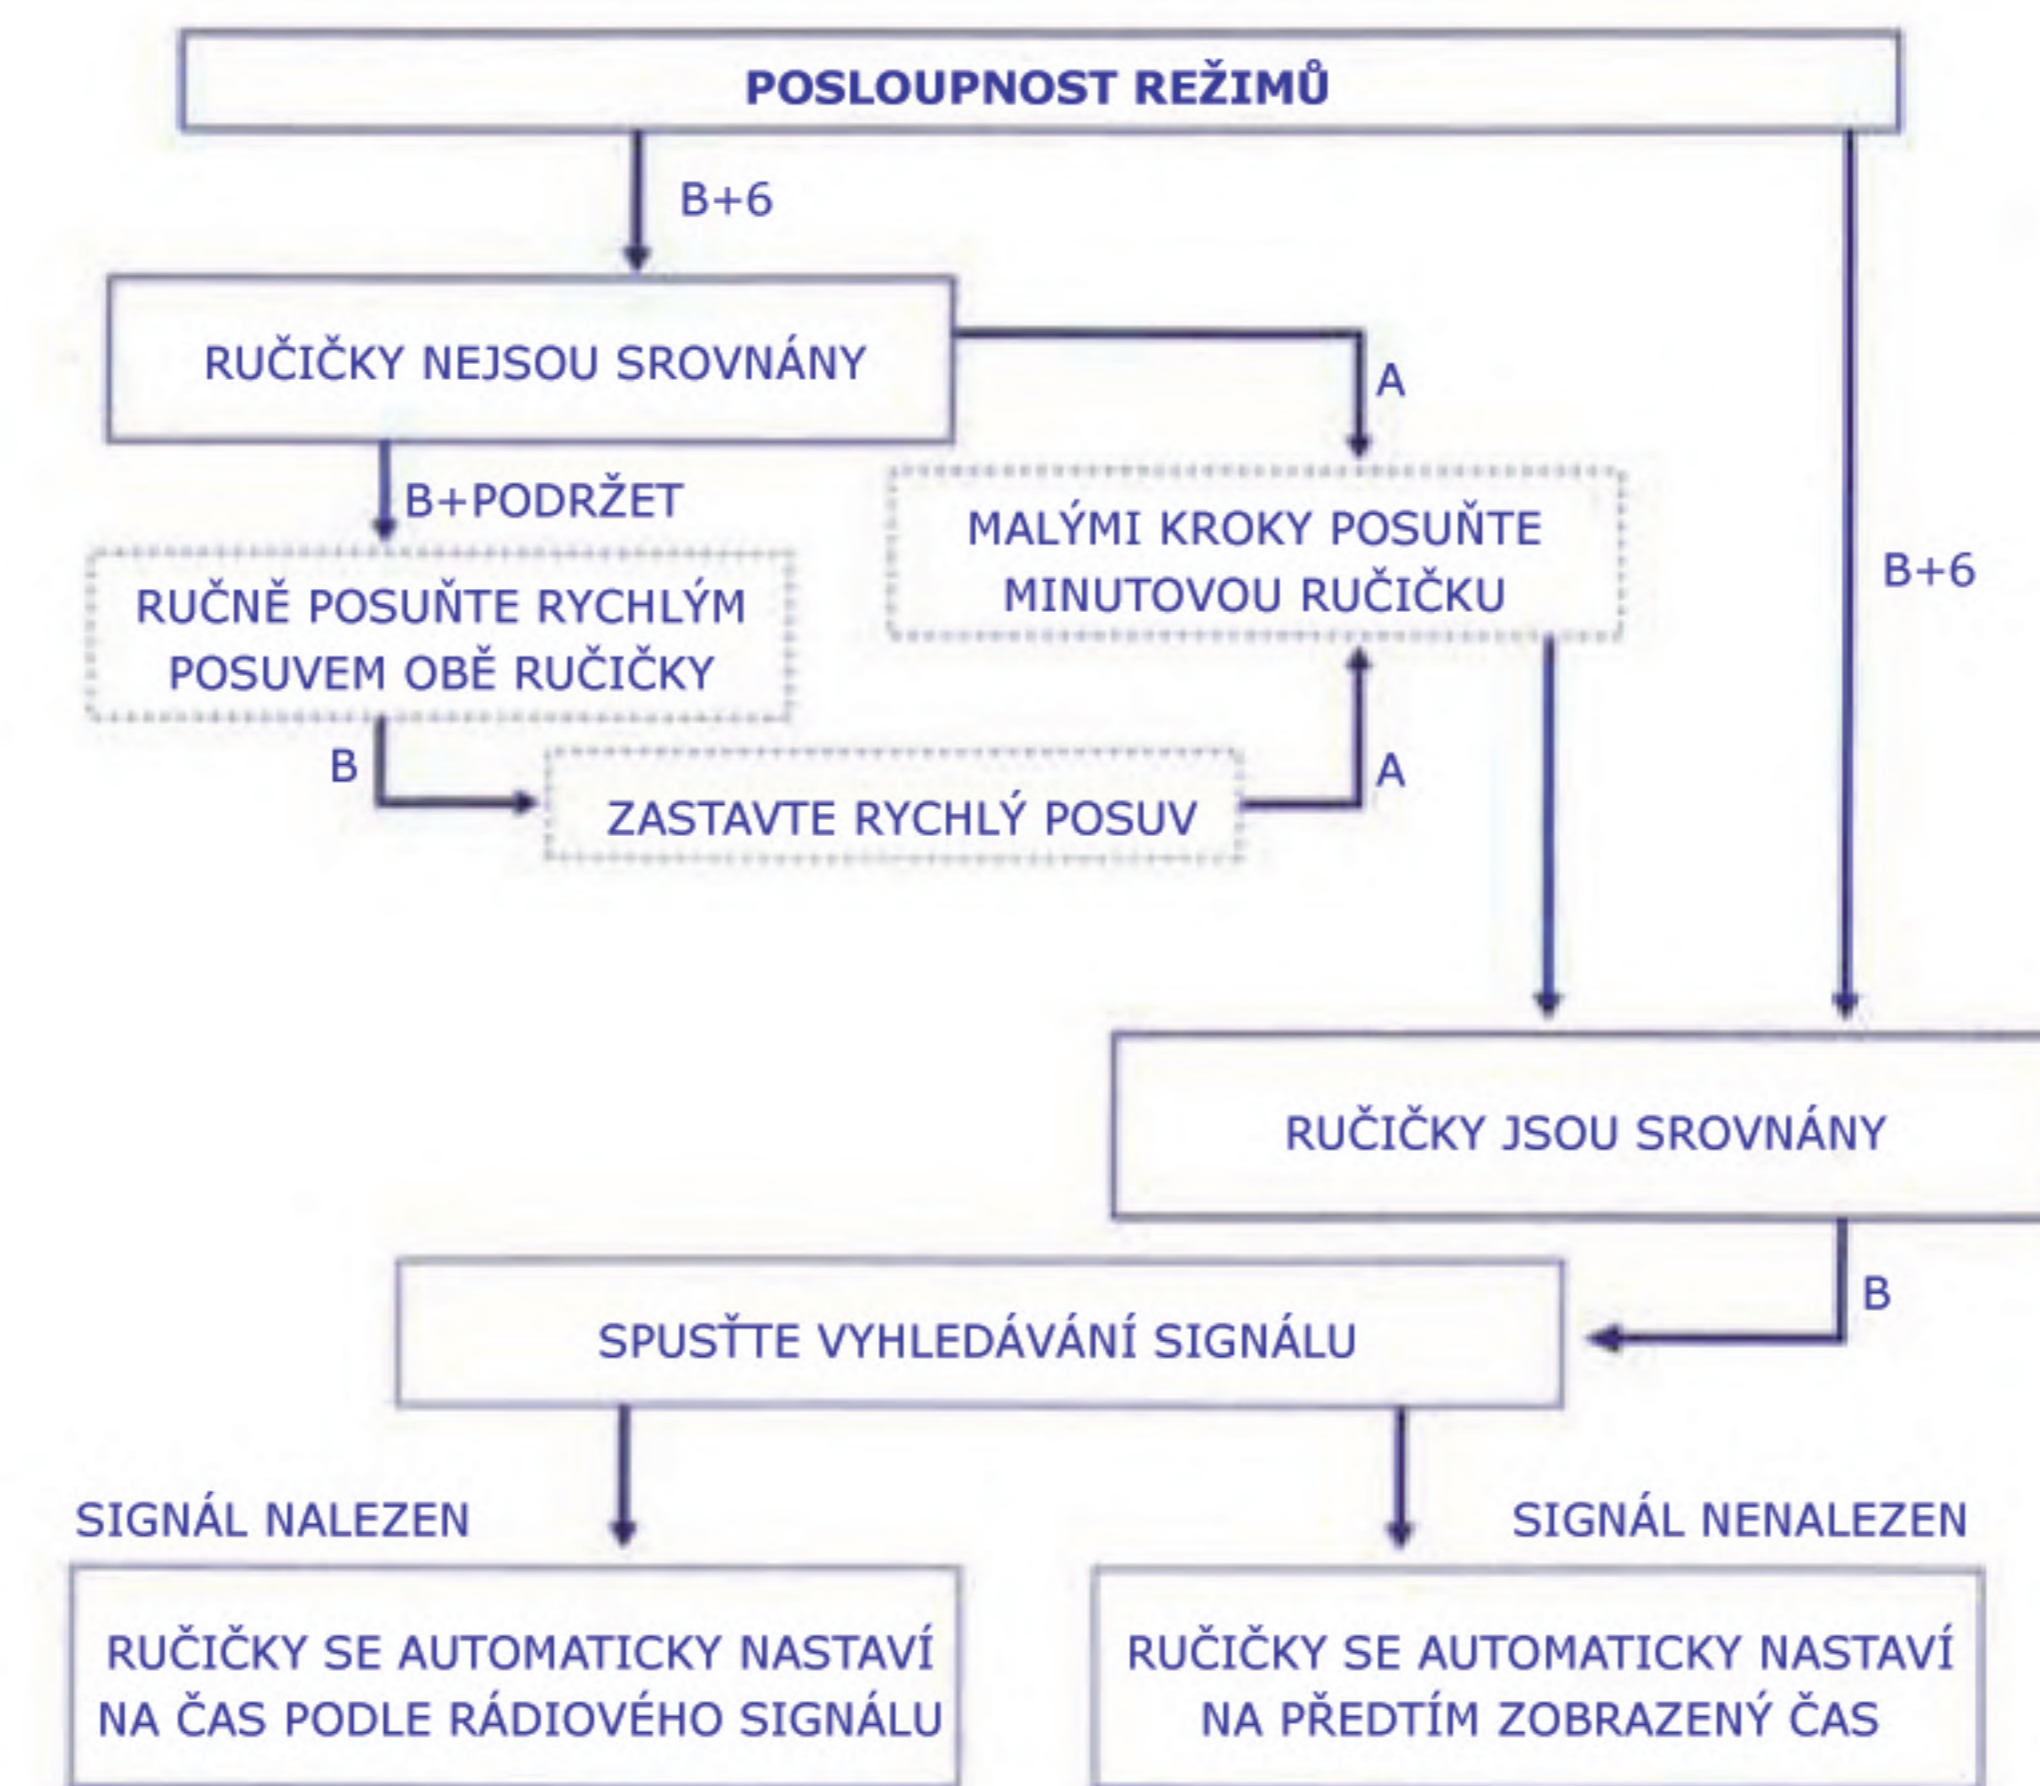 POSLOUPNOST REŽIMŮ
B+6
RUČIČKY NEJSOU SROVNÁNY
A
B+PODRŽET
MALÝMI KROKY POSUŇTE
MINUTOVOU RUČIČKU
B+6
RUČNĚ POSUŇTE RYCHLÝM
POSUVEM OBĚ RUČIČKY
B
ZASTAVTE RYCHLÝ POSUV
A
RUČIČKY JSOU SROVNÁNY
B
SPUSŤTE VYHLEDÁVÁNÍ SIGNÁLU
SIGNÁL NALEZEN
SIGNÁL NENALEZEN
RUČIČKY SE AUTOMATICKY NASTAVÍ
NA ČAS PODLE RÁDIOVÉHO SIGNÁLU
RUČIČKY SE AUTOMATICKY NASTAVÍ
NA PŘEDTÍM ZOBRAZENÝ ČAS